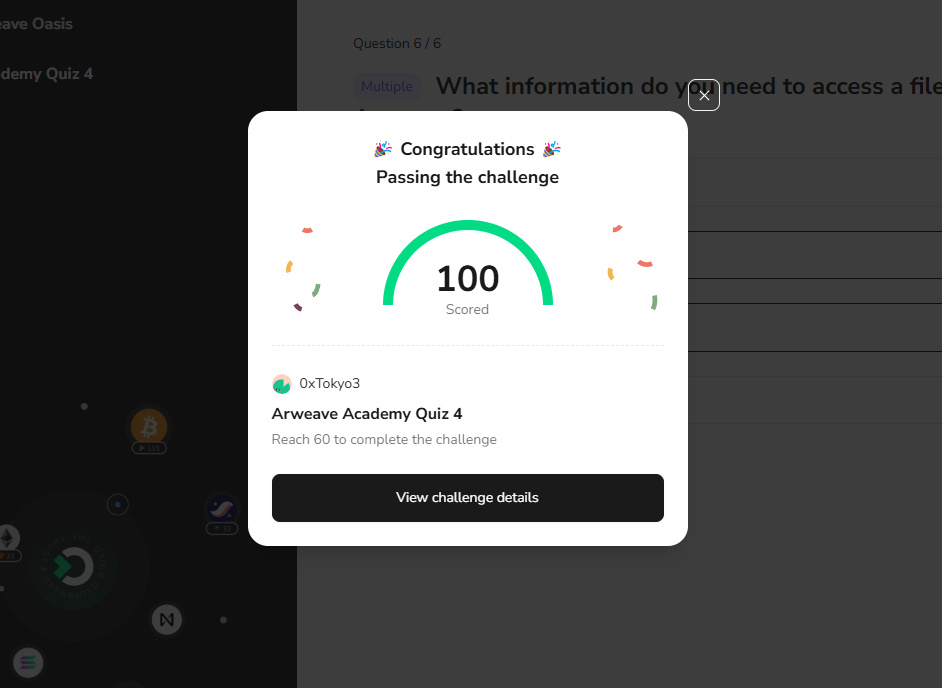 eave Oasis
ademy Quiz 4
Question 6 / 6
Multiple What information do you need to access a file
Congratulations
Passing the challenge
100
Scored
0xTokyo3
Arweave Academy Quiz 4
Reach 60 to complete the challenge
View challenge details